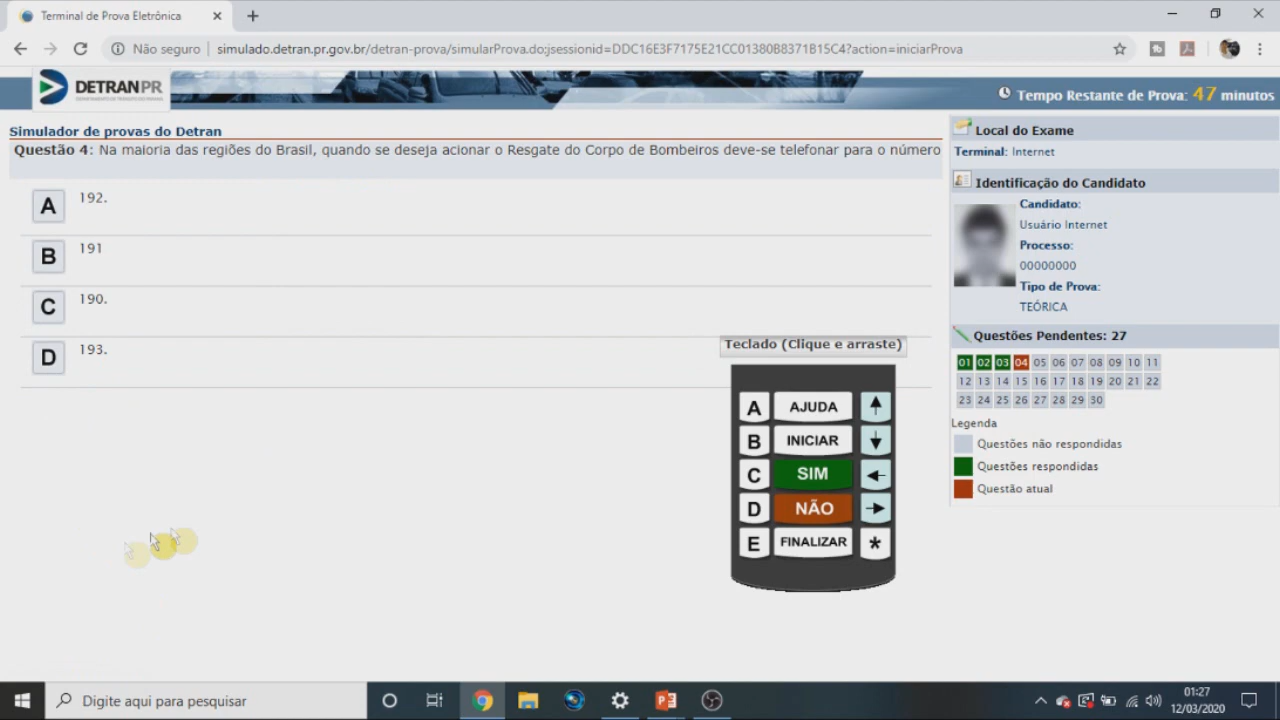 Terminal de Prova Eletrônica
Não seguro | simulado.detran.pr.gov.br/detran-prova/simularProva.do;jsessionid=DDC16E3F7175E21CC01380B8371B15C4?action=iniciarProva
DETRAN PR
Tempo Restante de Prova: 47 minutos
Simulador de provas do Detran
Questão 4: Na maioria das regiões do Brasil, quando se deseja acionar o Resgate do Corpo de Bombeiros deve-se telefonar para o número
A 192.
B 191
C 190.
D 193.
Teclado (Clique e arraste)
A AJUDA
B INICIAR
C SIM
D NÃO
E FINALIZAR *
Local do Exame
Terminal: Internet
Identificação do Candidato
Candidato:
Usuário Internet
Processo:
00000000
Tipo de Prova:
TEÓRICA
Questões Pendentes: 27
01 02 03 04 05 06 07 08 09 10 11
12 13 14 15 16 17 18 19 20 21 22
23 24 25 26 27 28 29 30
Legenda
Questões não respondidas
Questões respondidas
Questão atual
Digite aqui para pesquisar
01:27
12/03/2020